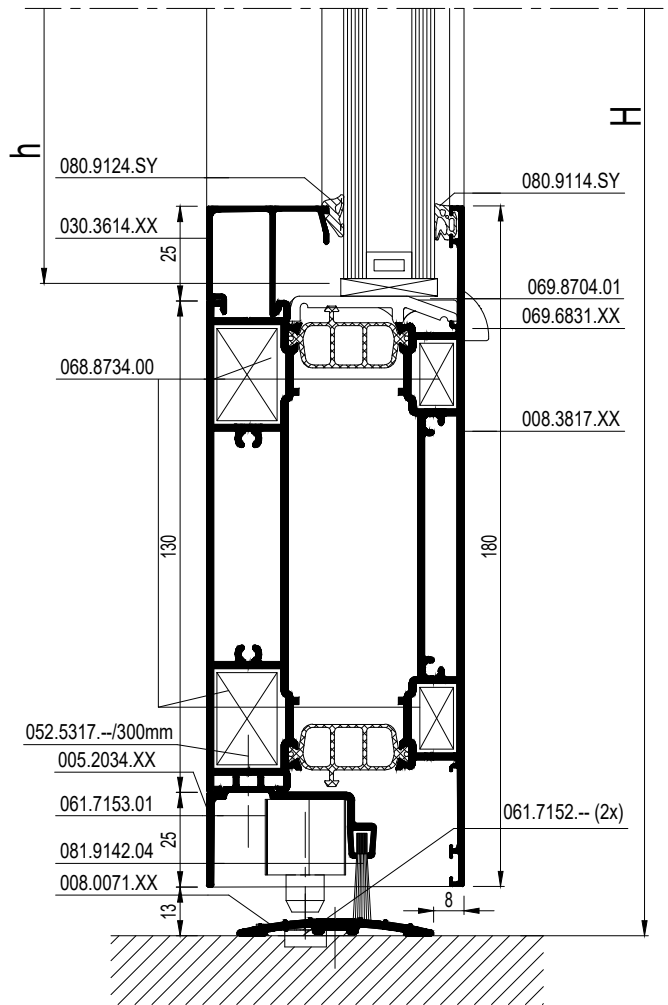 h
H
080.9124.SY
080.9114.SY
030.3614.XX
25
069.8704.01
069.6831.XX
068.8734.00
008.3817.XX
130
180
052.5317.--/300mm
005.2034.XX
061.7153.01
061.7152.-- (2x)
25
081.9142.04
008.0071.XX
8
13